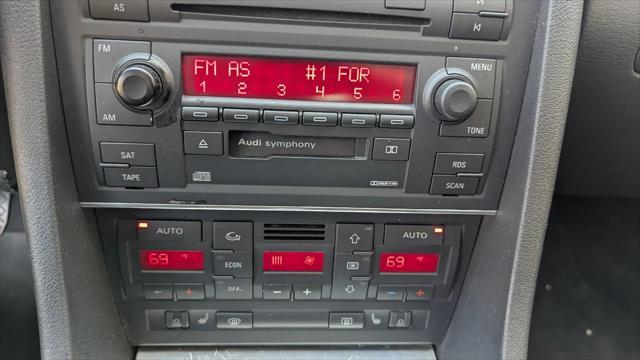 AS
FM
FM AS #1 FOR
1 2 3 4 5 6
MENU
AM
TONE
Audi symphony
SAT
TAPE
RDS
SCAN
DOLBY
AUTO
AUTO
69 °F
69 °F
ECON
OFF